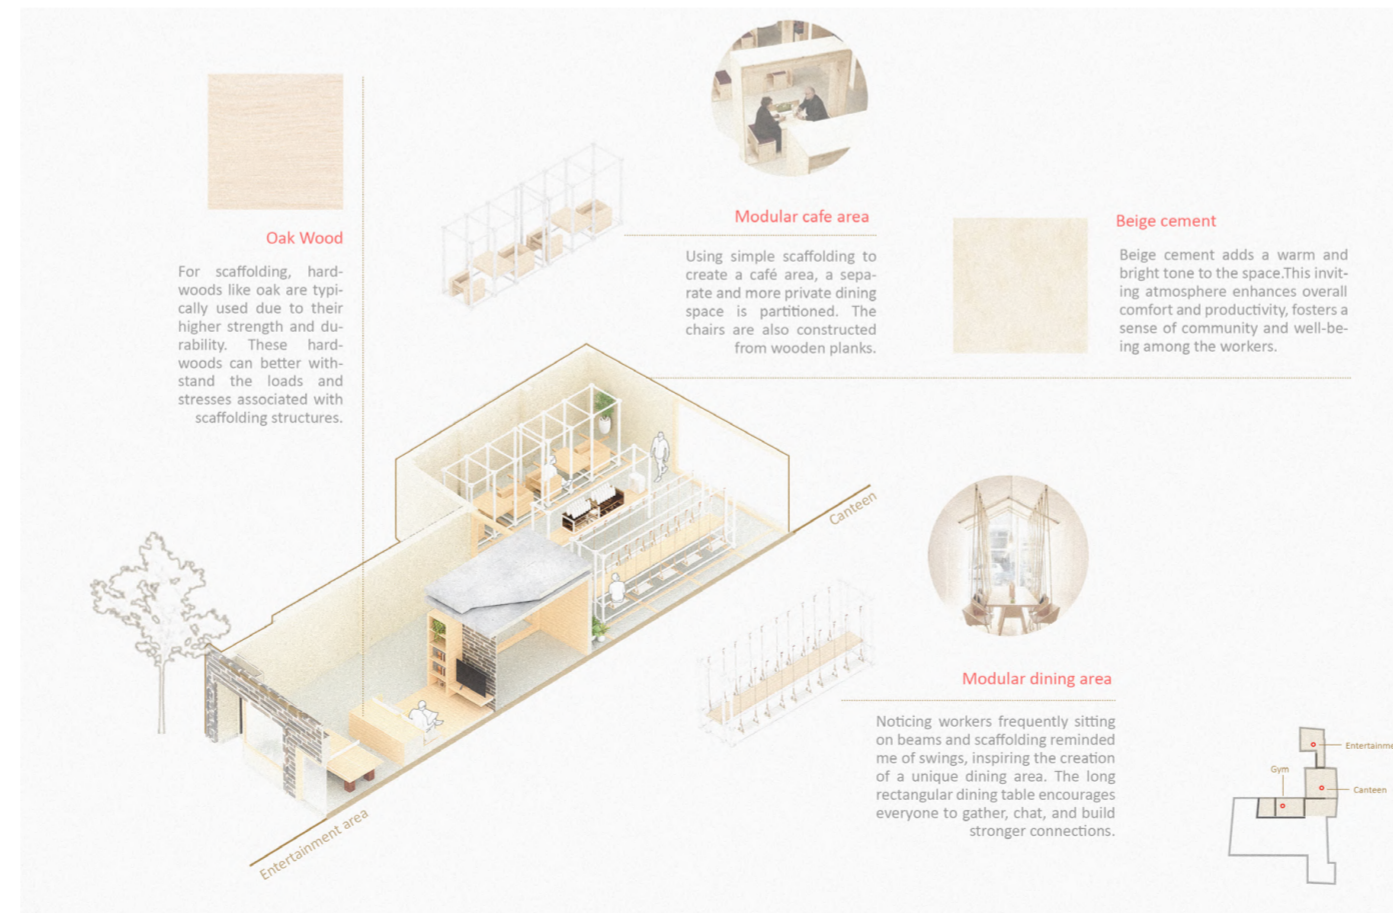 Oak Wood
For scaffolding, hard-
woods like oak are typi-
cally used due to their
higher strength and du-
rability. These hard-
woods can better with-
stand the loads and
stresses associated with
scaffolding structures.
Modular cafe area
Using simple scaffolding to
create a café area, a sepa-
rate and more private dining
space is partitioned. The
chairs are also constructed
from wooden planks.
Beige cement
Beige cement adds a warm and
bright tone to the space.This invit-
ing atmosphere enhances overall
comfort and productivity, fosters a
sense of community and well-be-
ing among the workers.
Canteen
Entertainment area
Modular dining area
Noticing workers frequently sitting
on beams and scaffolding reminded
me of swings, inspiring the creation
of a unique dining area. The long
rectangular dining table encourages
everyone to gather, chat, and build
stronger connections.
Entertainme
Gym
Canteen